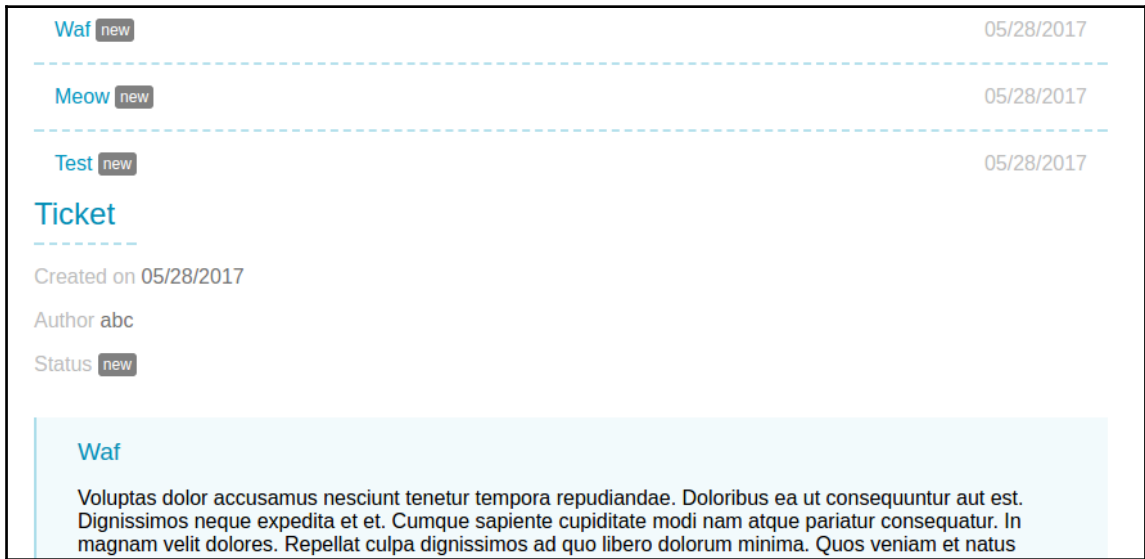 Waf new 05/28/2017
Meow new 05/28/2017
Test new 05/28/2017
Ticket
Created on 05/28/2017
Author abc
Status new
Waf
Voluptas dolor accusamus nesciunt tenetur tempora repudiandae. Doloribus ea ut consequuntur aut est.
Dignissimos neque expedita et et. Cumque sapiente cupiditate modi nam atque pariatur consequatur. In
magnam velit dolores. Repellat culpa dignissimos ad quo libero dolorum minima. Quos veniam et natus